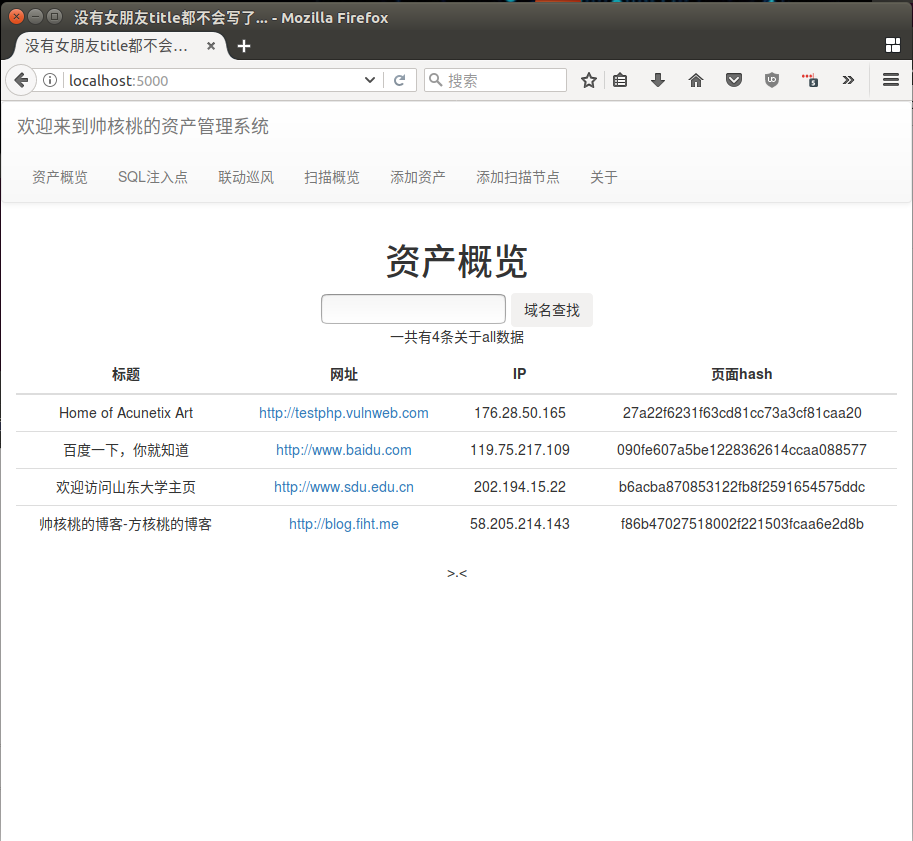 没有女朋友title都不会写了... - Mozilla Firefox
没有女朋友title都不会...
localhost:5000
搜索
欢迎来到帅核桃的资产管理系统
资产概览 SQL注入点 联动巡风 扫描概览 添加资产 添加扫描节点 关于
资产概览
域名查找
一共有4条关于all数据
标题 网址 IP 页面hash
Home of Acunetix Art http://testphp.vulnweb.com 176.28.50.165 27a22f6231f63cd81cc73a3cf81caa20
百度一下，你就知道 http://www.baidu.com 119.75.217.109 090fe607a5be1228362614ccaa088577
欢迎访问山东大学主页 http://www.sdu.edu.cn 202.194.15.22 b6acba870853122fb8f2591654575ddc
帅核桃的博客-方核桃的博客 http://blog.fiht.me 58.205.214.143 f86b47027518002f221503fcaa6e2d8b
>.<